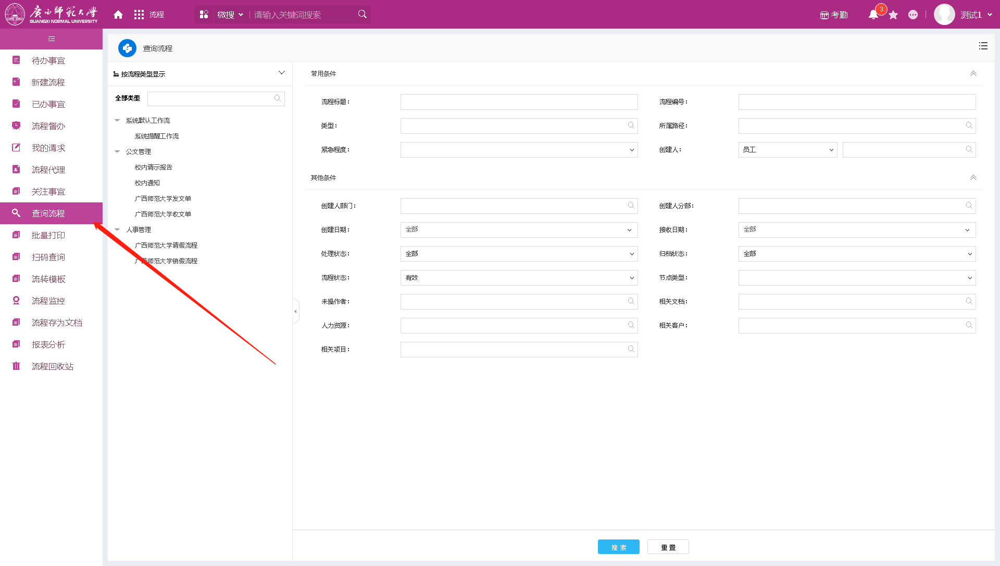 广西师范大学
GUANGXI NORMAL UNIVERSITY
流程
微搜
请输入关键词搜索
考勤
3
测试1
待办事宜
新建流程
已办事宜
流程督办
我的请求
流程代理
关注事宜
查询流程
批量打印
扫码查询
流转模板
流程监控
流程存为文档
报表分析
流程回收站
查询流程
按流程类型显示
全部类型
系统默认工作流
系统提醒工作流
公文管理
校内请示报告
校内通知
广西师范大学发文单
广西师范大学收文单
人事管理
广西师范大学请假流程
广西师范大学销假流程
常用条件
流程标题：
流程编号：
类型：
所属路径：
紧急程度：
创建人： 员工
其他条件
创建人部门：
创建人分部：
创建日期： 全部
接收日期： 全部
处理状态： 全部
归档状态： 全部
流程状态： 有效
节点类型：
未操作者：
相关文档：
人力资源：
相关客户：
相关项目：
搜索
重置